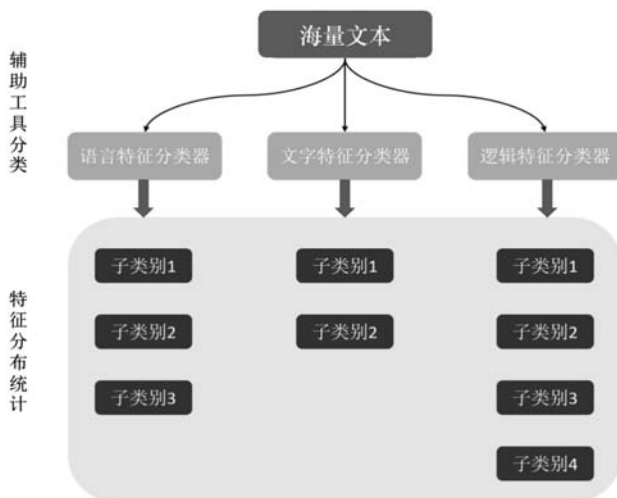 海量文本
辅助工具分类
语言特征分类器
文字特征分类器
逻辑特征分类器
特征分布统计
子类别1
子类别1
子类别1
子类别2
子类别2
子类别2
子类别3
子类别3
子类别4